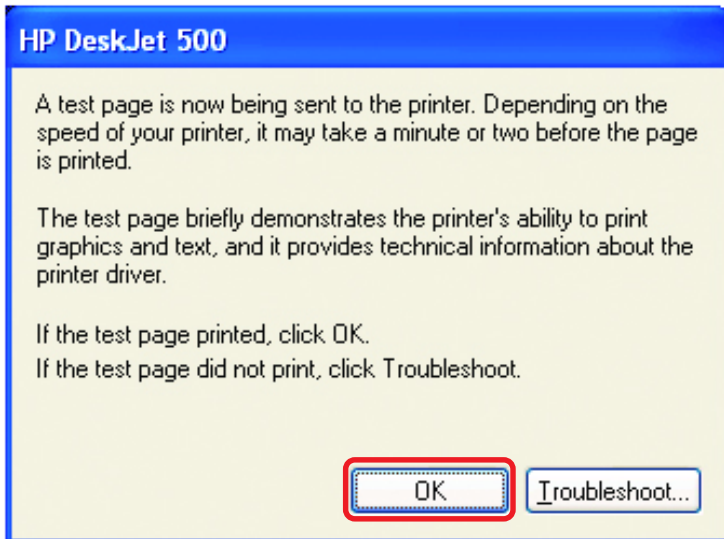 HP DeskJet 500
A test page is now being sent to the printer. Depending on the
speed of your printer, it may take a minute or two before the page
is printed.
The test page briefly demonstrates the printer's ability to print
graphics and text, and it provides technical information about the
printer driver.
If the test page printed, click OK.
If the test page did not print, click Troubleshoot.
OK Troubleshoot...